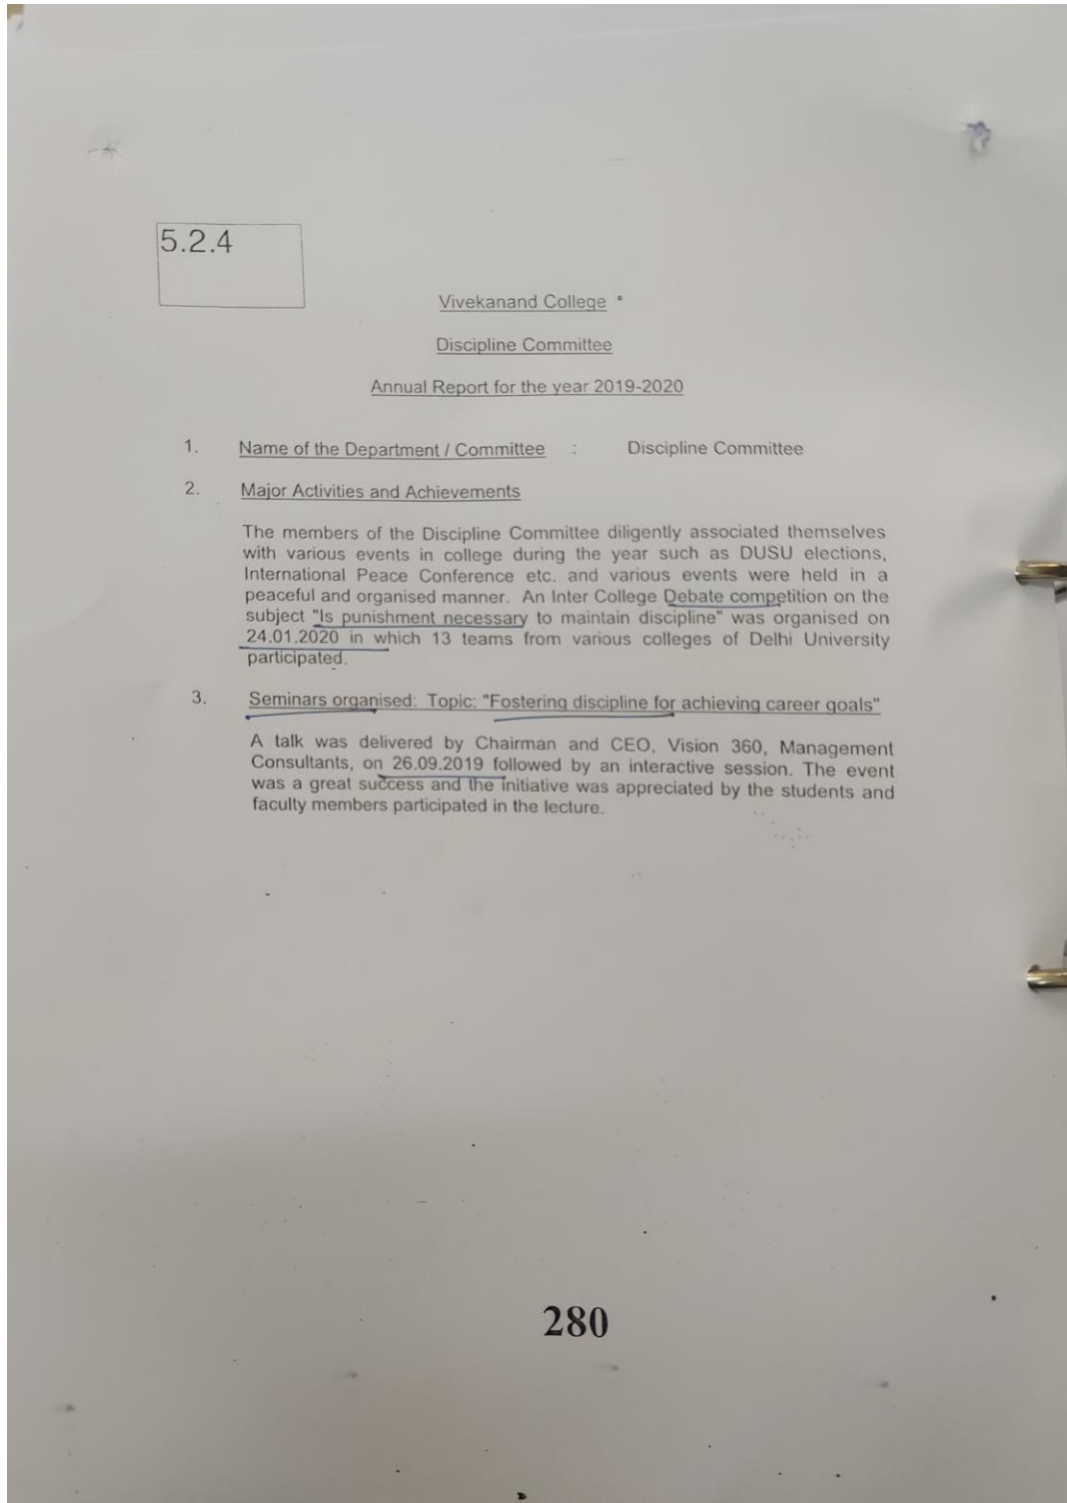 5.2.4
Vivekanand College
Discipline Committee
Annual Report for the year 2019-2020
1. Name of the Department / Committee : Discipline Committee
2. Major Activities and Achievements
The members of the Discipline Committee diligently associated themselves
with various events in college during the year such as DUSU elections,
International Peace Conference etc. and various events were held in a
peaceful and organised manner. An Inter College Debate competition on the
subject "Is punishment necessary to maintain discipline" was organised on
24.01.2020 in which 13 teams from various colleges of Delhi University
participated.
3. Seminars organised: Topic: "Fostering discipline for achieving career goals"
A talk was delivered by Chairman and CEO, Vision 360, Management
Consultants, on 26.09.2019 followed by an interactive session. The event
was a great success and the initiative was appreciated by the students and
faculty members participated in the lecture.
280